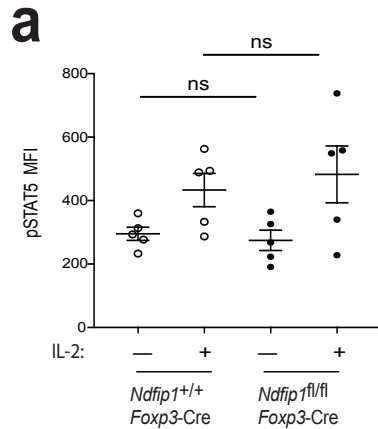 a
ns
ns
pSTAT5 MFI
800
600
400
200
0
IL-2: — + — +
Ndfip1+/+ Ndfip1fl/fl
Foxp3-Cre Foxp3-Cre